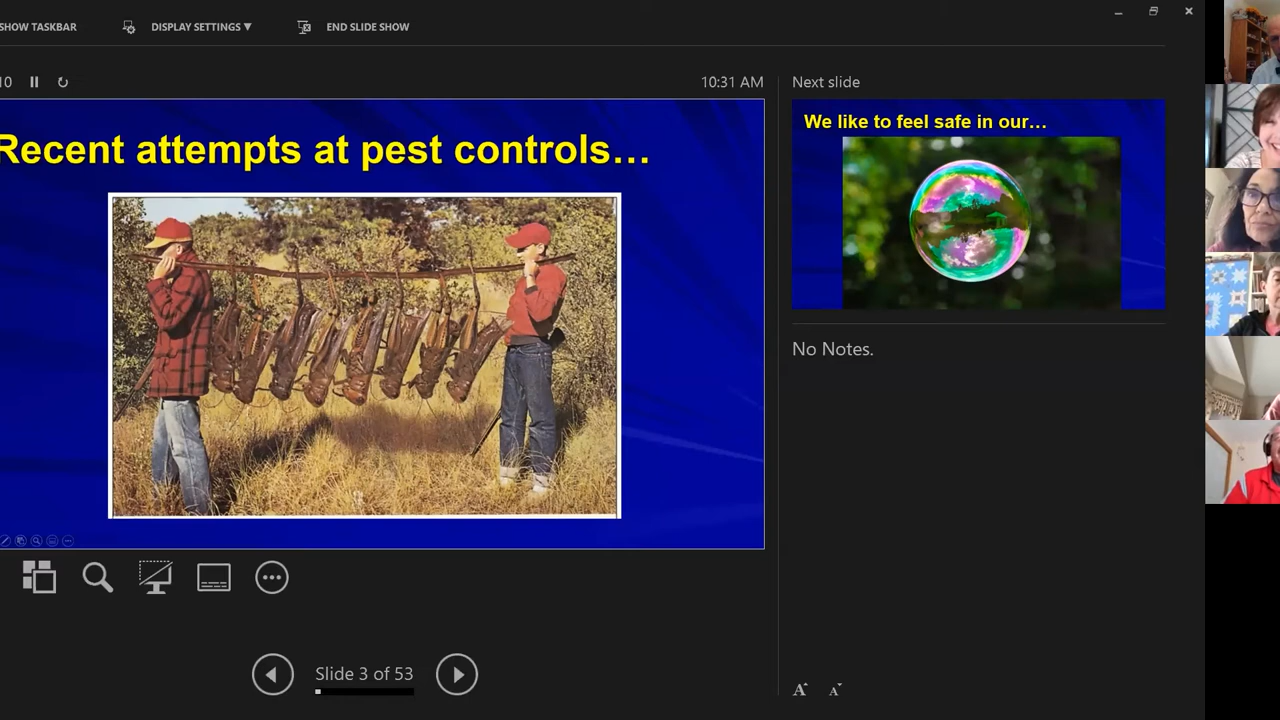 SHOW TASKBAR
DISPLAY SETTINGS ▼
END SLIDE SHOW
10
10:31 AM
Next slide
Recent attempts at pest controls...
We like to feel safe in our...
No Notes.
Slide 3 of 53
A A